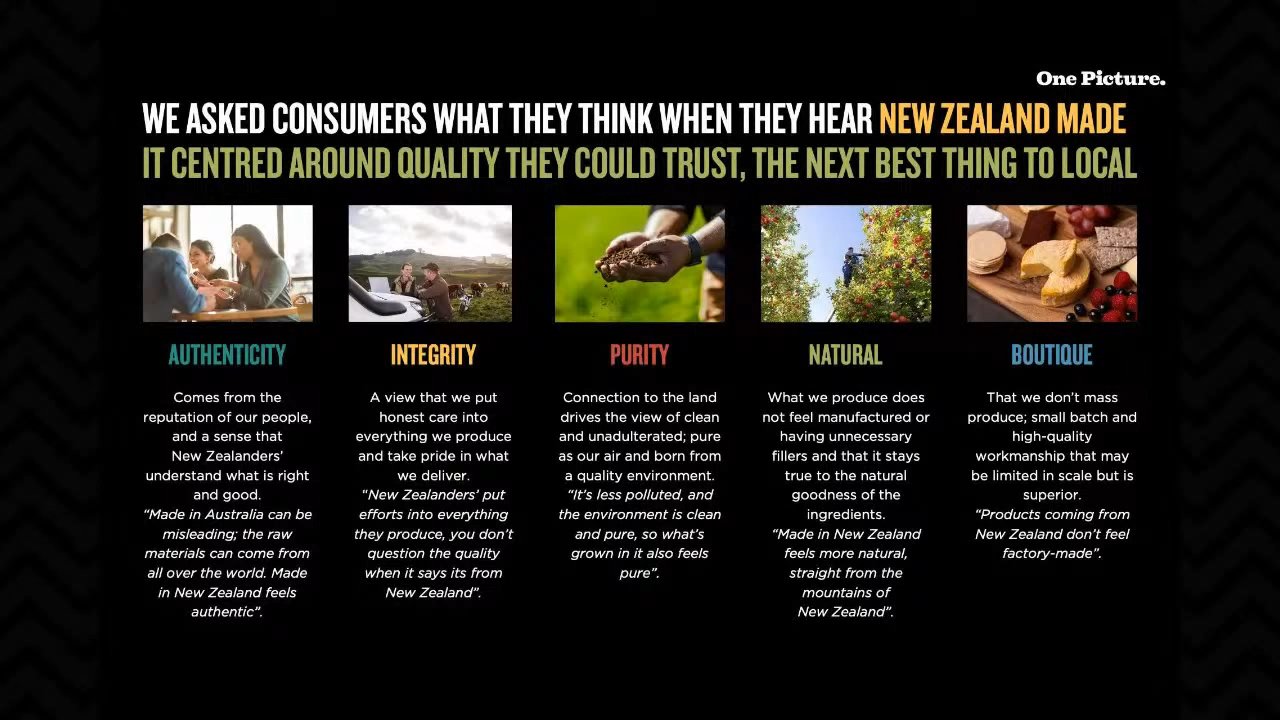 One Picture.
WE ASKED CONSUMERS WHAT THEY THINK WHEN THEY HEAR NEW ZEALAND MADE
IT CENTRED AROUND QUALITY THEY COULD TRUST, THE NEXT BEST THING TO LOCAL
AUTHENTICITY
Comes from the
reputation of our people,
and a sense that
New Zealanders’
understand what is right
and good.
“Made in Australia can be
misleading; the raw
materials can come from
all over the world. Made
in New Zealand feels
authentic”.
INTEGRITY
A view that we put
honest care into
everything we produce
and take pride in what
we deliver.
“New Zealanders’ put
efforts into everything
they produce, you don’t
question the quality
when it says its from
New Zealand”.
PURITY
Connection to the land
drives the view of clean
and unadulterated; pure
as our air and born from
a quality environment.
“It’s less polluted, and
the environment is clean
and pure, so what’s
grown in it also feels
pure”.
NATURAL
What we produce does
not feel manufactured or
having unnecessary
fillers and that it stays
true to the natural
goodness of the
ingredients.
“Made in New Zealand
feels more natural,
straight from the
mountains of
New Zealand”.
BOUTIQUE
That we don’t mass
produce; small batch and
high-quality
workmanship that may
be limited in scale but is
superior.
“Products coming from
New Zealand don’t feel
factory-made”.